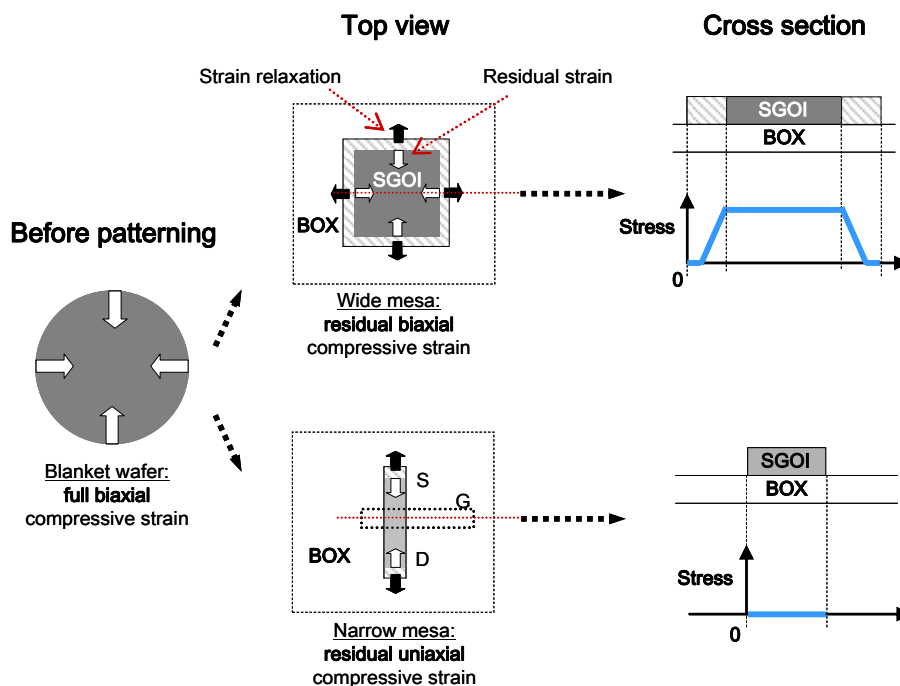 Top view
Cross section
Strain relaxation
Residual strain
SGOI
BOX
Wide mesa:
residual biaxial
compressive strain
SGOI
BOX
Stress
0
Before patterning
Blanket wafer:
full biaxial
compressive strain
S
G
BOX
D
Narrow mesa:
residual uniaxial
compressive strain
SGOI
BOX
Stress
0